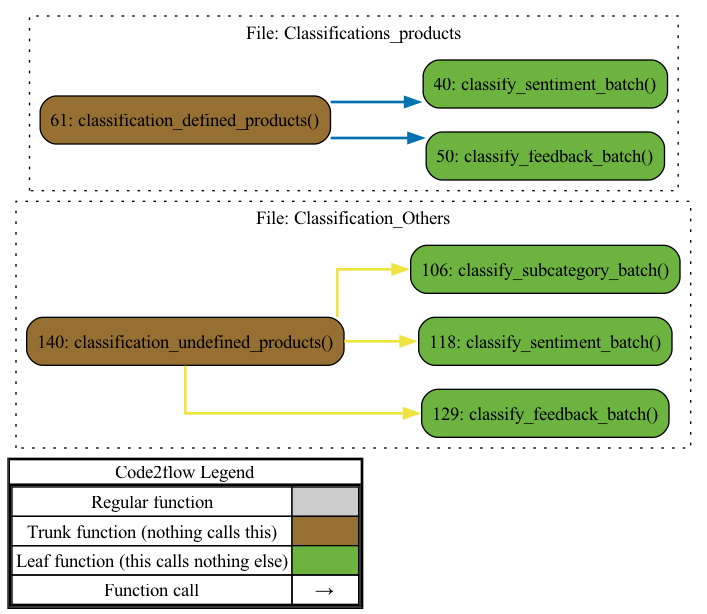 File: Classifications_products
40: classify_sentiment_batch()
61: classification_defined_products()
50: classify_feedback_batch()
File: Classification_Others
106: classify_subcategory_batch()
140: classification_undefined_products()
118: classify_sentiment_batch()
129: classify_feedback_batch()
Code2flow Legend
Regular function
Trunk function (nothing calls this)
Leaf function (this calls nothing else)
Function call →